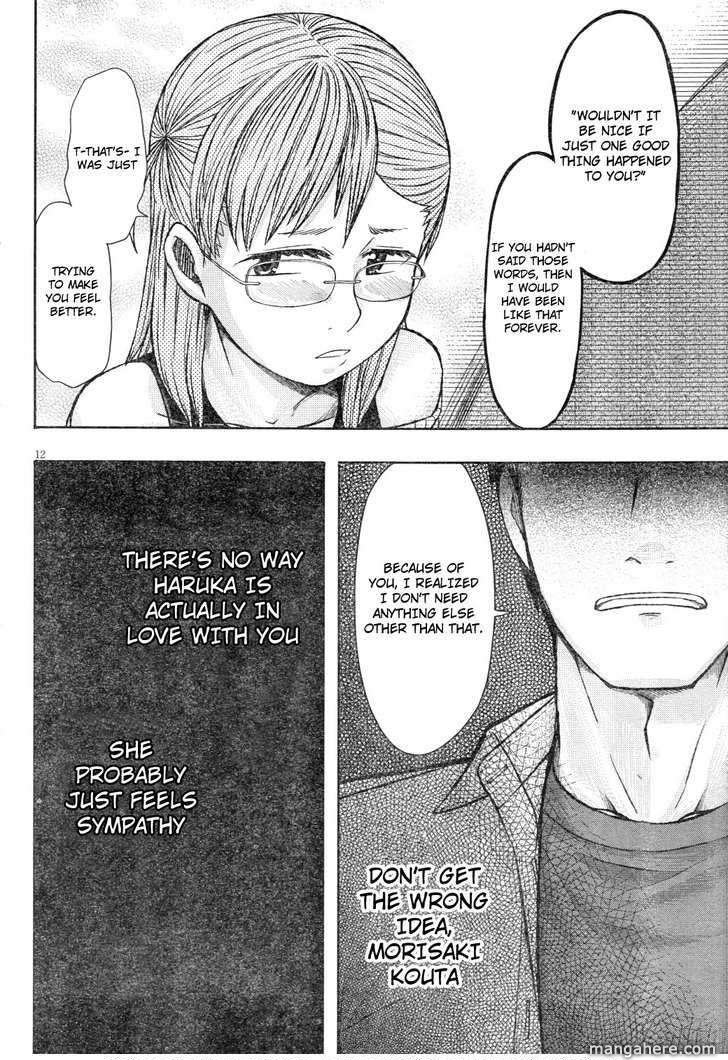 "WOULDN'T IT
BE NICE IF
JUST ONE GOOD
THING HAPPENED
TO YOU?"
IF YOU HADN'T
SAID THOSE
WORDS, THEN
I WOULD
HAVE BEEN
LIKE THAT
FOREVER.
T-THAT'S- I
WAS JUST
TRYING
TO MAKE
YOU FEEL
BETTER.
12
BECAUSE OF
YOU, I REALIZED
I DON'T NEED
ANYTHING ELSE
OTHER THAN THAT.
DON'T GET
THE WRONG
IDEA,
MORISAKI
KOUTA
THERE'S NO WAY
HARUKA IS
ACTUALLY IN
LOVE WITH YOU
SHE
PROBABLY
JUST FEELS
SYMPATHY
mangahere.com